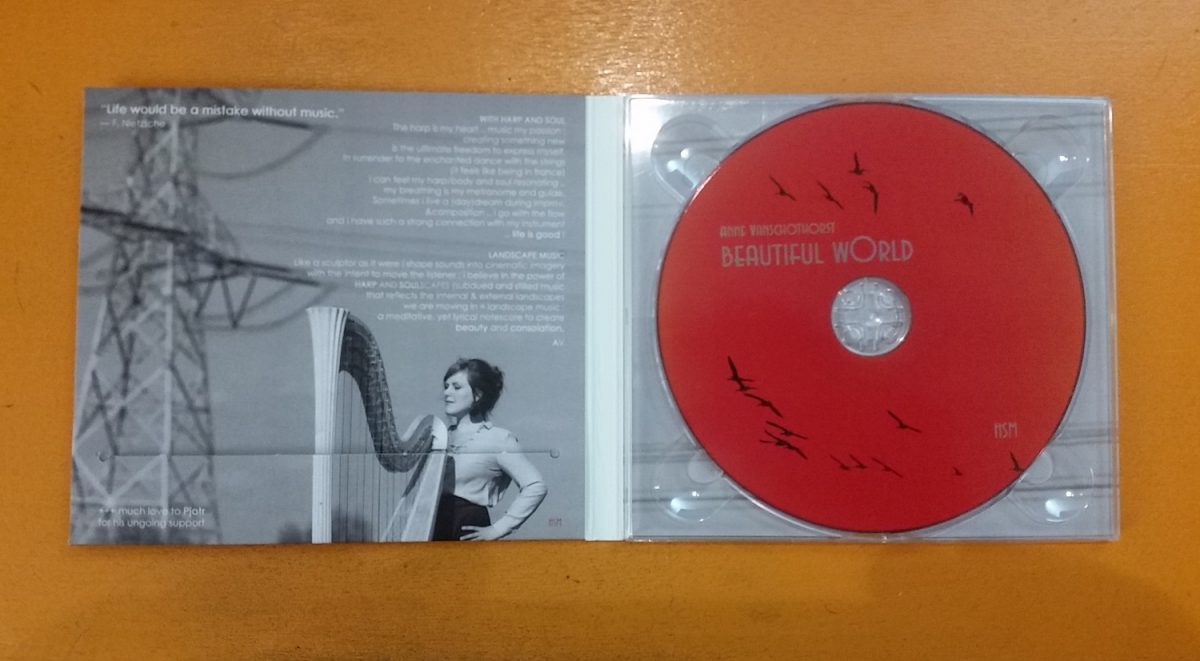 "Life would be a mistake without music."
— F. Nietzsche
WITH HARP AND SOUL
The harp is my heart .. music my passion !
creating something new
is the ultimate freedom to express myself.
In surrender to the enchanted dance with the strings
(it feels like being in trance)
i can feel my harp/body and soul resonating ..
my breathing is my metronome and guide.
Sometimes i live a (day)dream during improv.
&composition .. i go with the flow
and i have such a strong connection with my instrument
.. life is good !
LANDSCAPE MUSIC
Like a sculptor as it were i shape sounds into cinematic imagery
with the intent to move the listener : i believe in the power of
HARP AND SOULSCAPES (subdued and stilled music
that reflects the internal & external landscapes
we are moving in = landscape music :
a meditative, yet lyrical notescore to create
beauty and consolation.
AV
+++ much love to Pjotr
for his ungoing support
HSM
ANNE VANSCHOTHORST
BEAUTIFUL WORLD
HSM